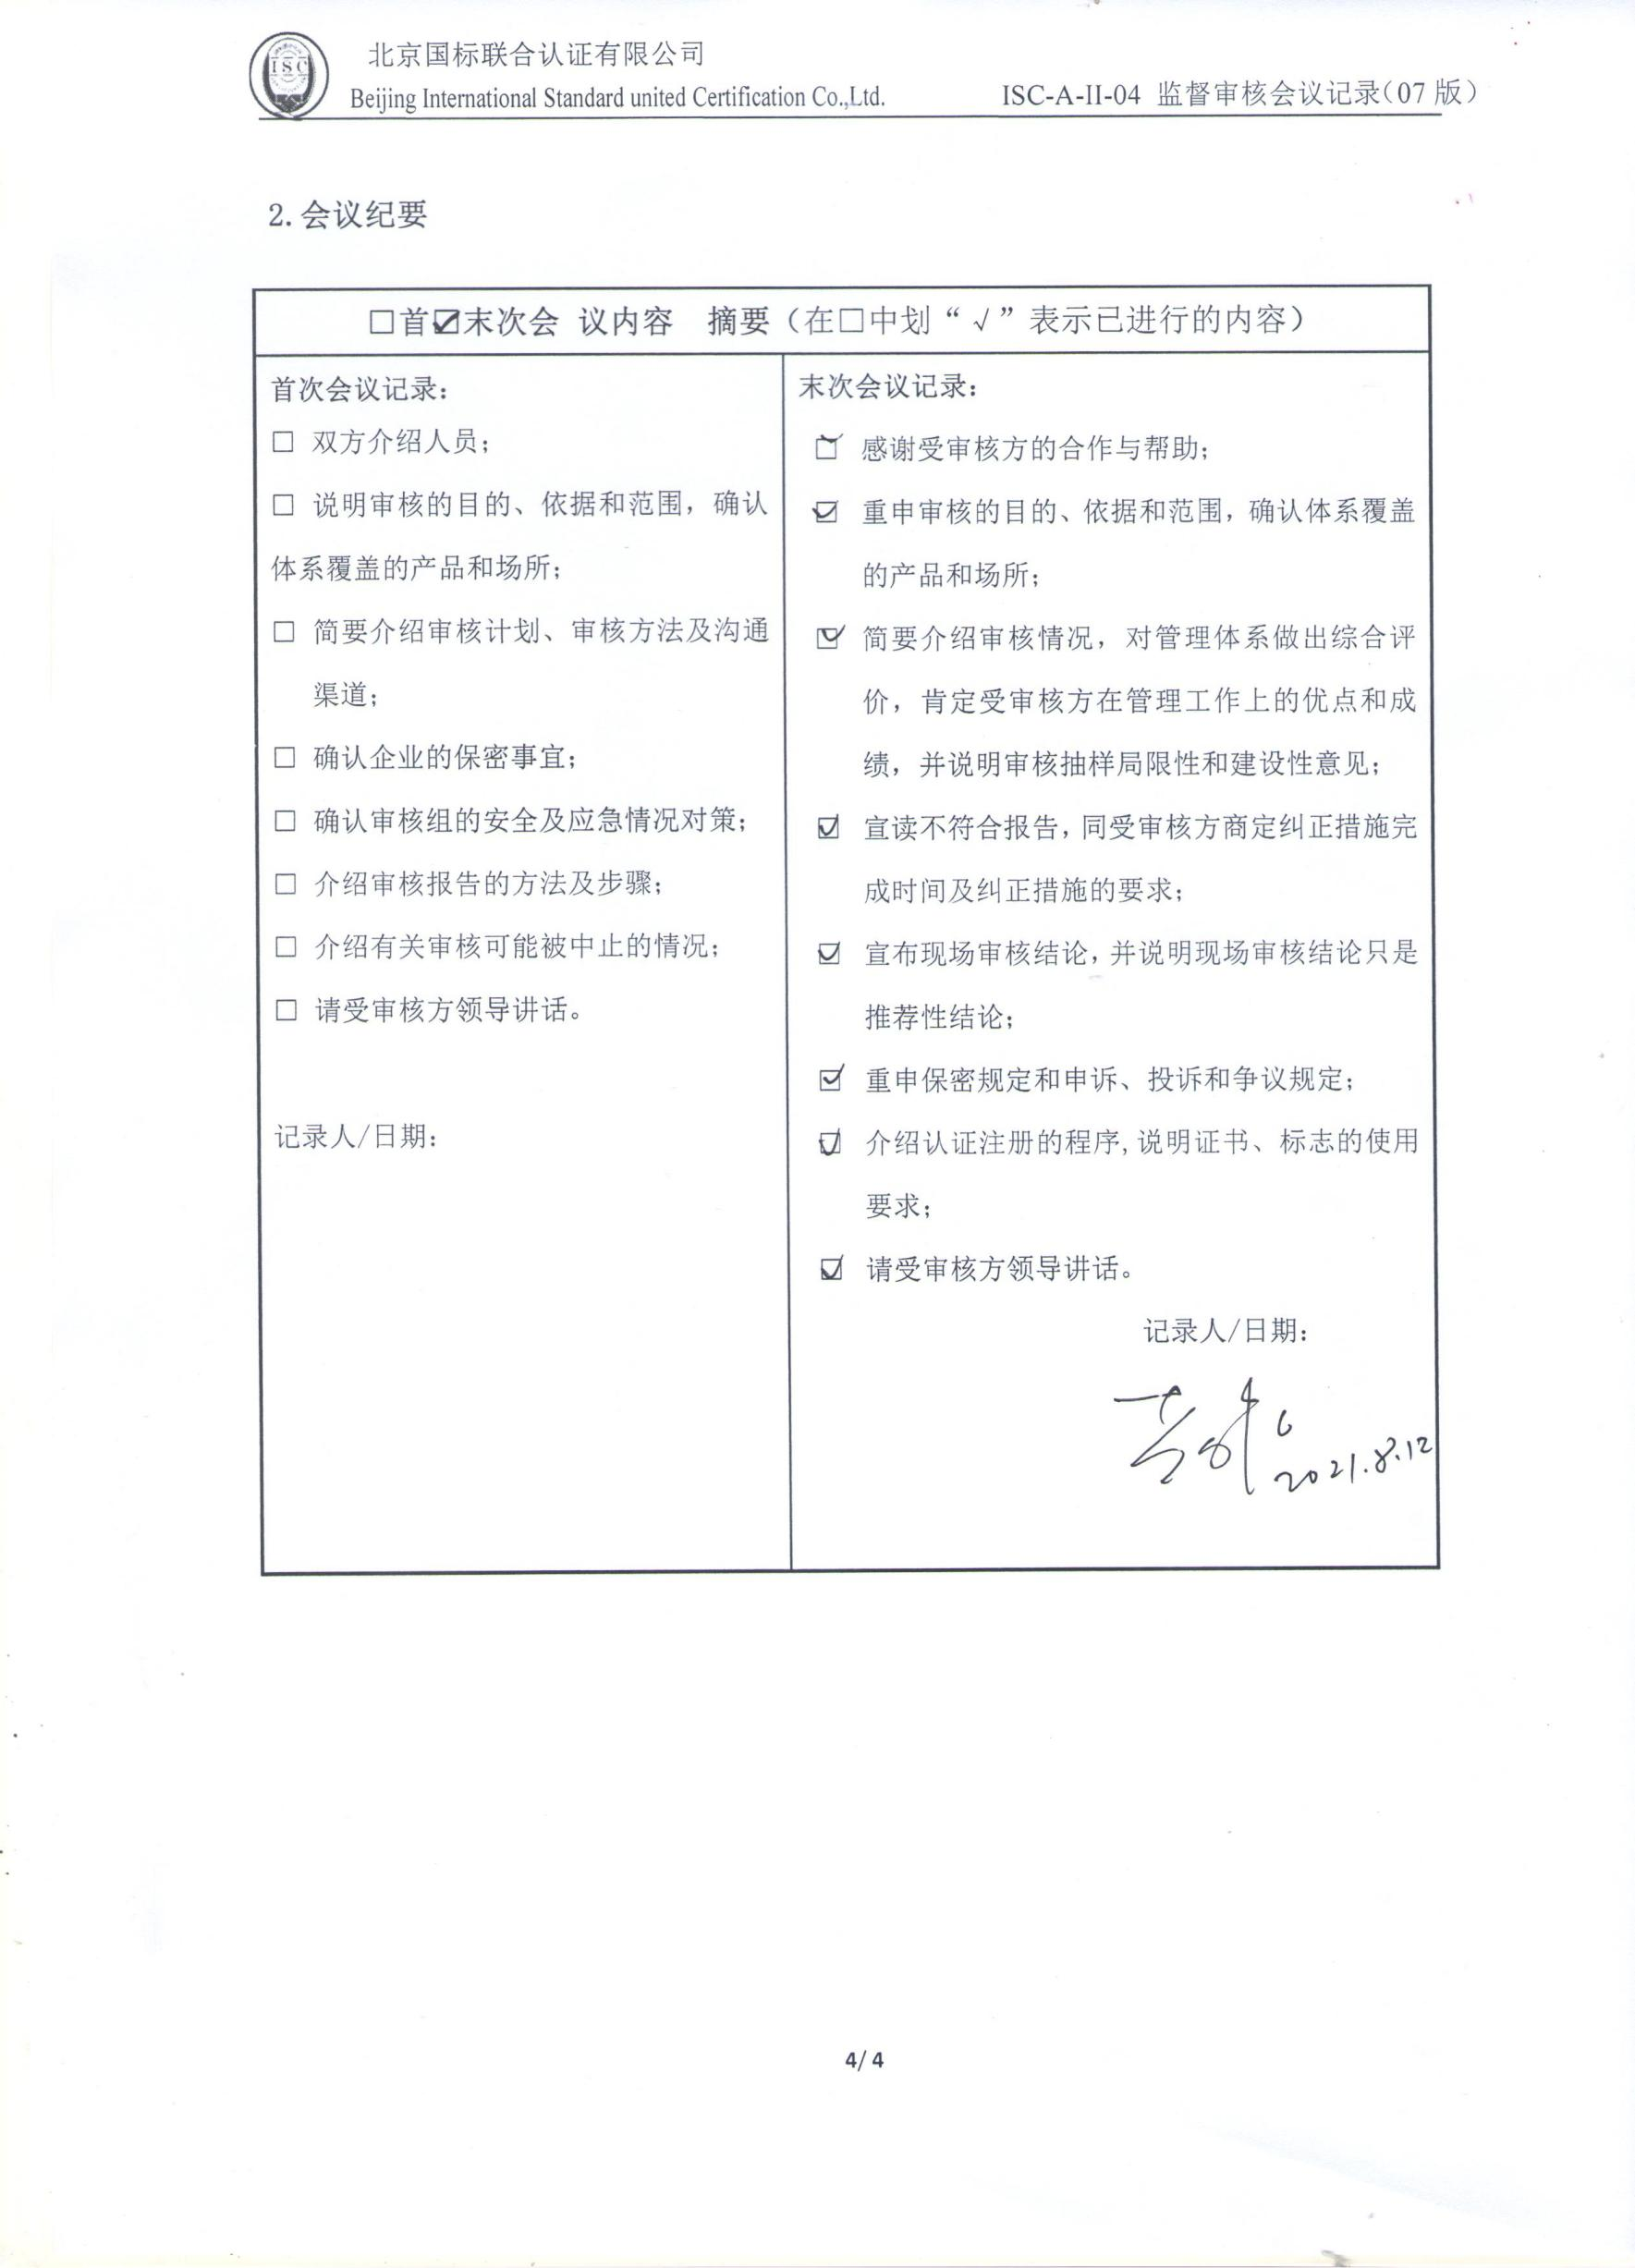 ISC
北京国标联合认证有限公司
Beijing International Standard united Certification Co.,Ltd.
ISC-A-II-04 监督审核会议记录(07版)
2.会议纪要
□首☑末次会 议内容 摘要（在□中划“√”表示已进行的内容）
首次会议记录:
□ 双方介绍人员;
□ 说明审核的目的、依据和范围，确认
体系覆盖的产品和场所;
□ 简要介绍审核计划、审核方法及沟通
渠道;
□ 确认企业的保密事宜;
□ 确认审核组的安全及应急情况对策;
□ 介绍审核报告的方法及步骤;
□ 介绍有关审核可能被中止的情况;
□ 请受审核方领导讲话。
记录人/日期:
末次会议记录:
☑ 感谢受审核方的合作与帮助;
☑ 重申审核的目的、依据和范围，确认体系覆盖
的产品和场所;
☑ 简要介绍审核情况，对管理体系做出综合评
价，肯定受审核方在管理工作上的优点和成
绩，并说明审核抽样局限性和建设性意见;
☑ 宣读不符合报告，同受审核方商定纠正措施完
成时间及纠正措施的要求;
☑ 宣布现场审核结论，并说明现场审核结论只是
推荐性结论;
☑ 重申保密规定和申诉、投诉和争议规定;
☑ 介绍认证注册的程序,说明证书、标志的使用
要求;
☑ 请受审核方领导讲话。
记录人/日期:
2021.8.12
4/4